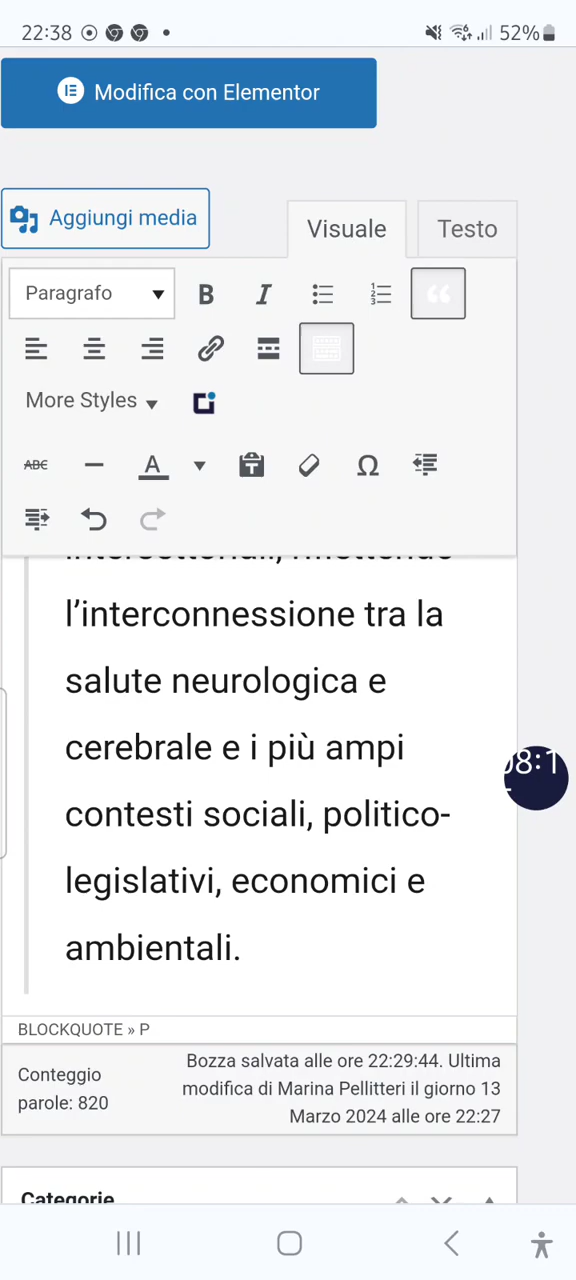 22:38 52%
Modifica con Elementor
Aggiungi media
Visuale Testo
Paragrafo
More Styles
ABC
l’interconnessione tra la
salute neurologica e
cerebrale e i più ampi
contesti sociali, politico-
legislativi, economici e
ambientali.
BLOCKQUOTE » P
Conteggio
parole: 820
Bozza salvata alle ore 22:29:44. Ultima
modifica di Marina Pellitteri il giorno 13
Marzo 2024 alle ore 22:27
Categorie